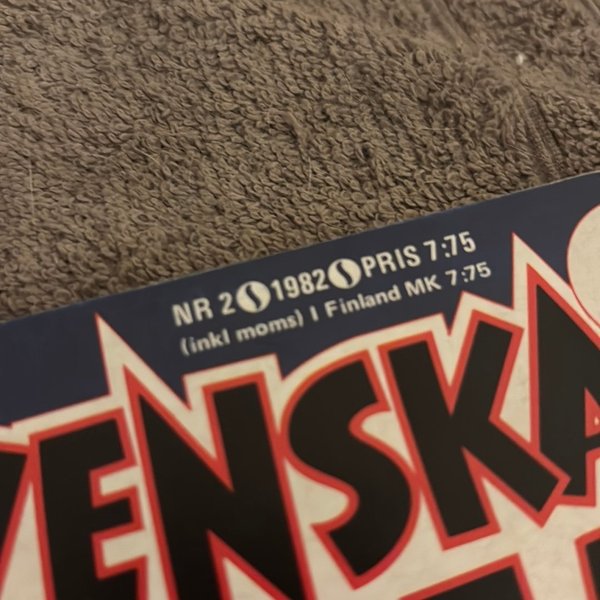 NR 2 1982 PRIS 7:75
(inkl moms) I Finland MK 7:75
VENSKA